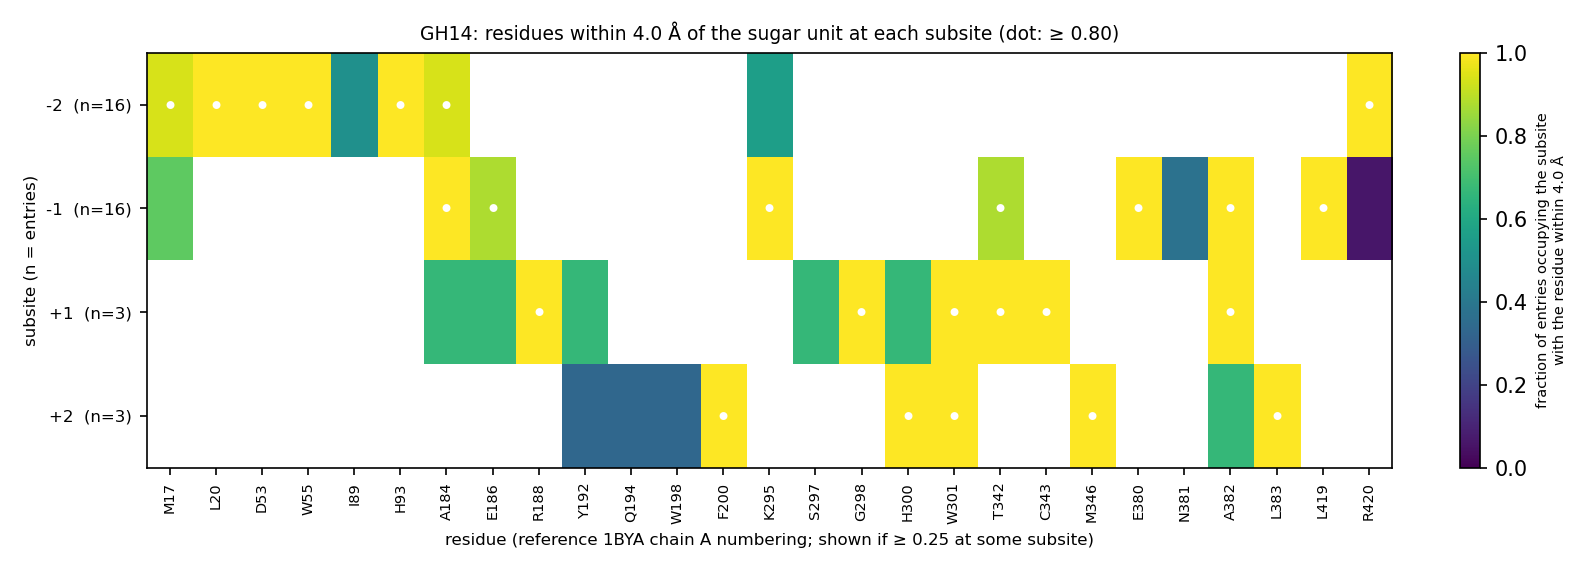 GH14: residues within 4.0 Å of the sugar unit at each subsite (dot: ≥ 0.80)
subsite (n = entries)
-2 (n=16)
-1 (n=16)
+1 (n=3)
+2 (n=3)
M17 L20 D53 W55 I89 H93 A184 E186 R188 Y192 Q194 W198 F200 K295 S297 G298 H300 W301 T342 C343 M346 E380 N381 A382 L383 L419 R420
residue (reference 1BYA chain A numbering; shown if ≥ 0.25 at some subsite)
1.0
0.8
0.6
0.4
0.2
0.0
fraction of entries occupying the subsite
with the residue within 4.0 Å